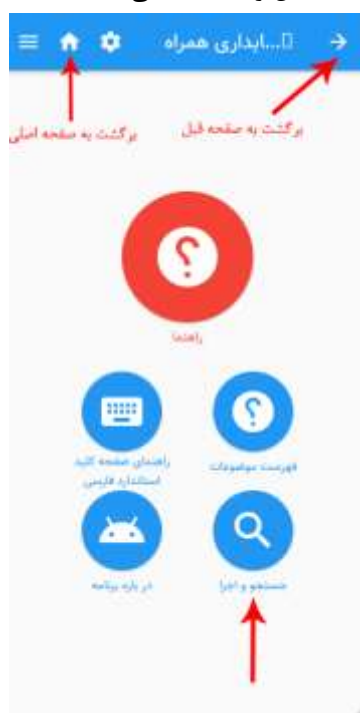 ...ابداری همراه
برگشت به صفحه قبل
برگشت به صفحه اصلی
راهنما
فهرست موضوعات
راهنمای صفحه کلید
استاندارد فارسی
جستجو و اجرا
در باره برنامه